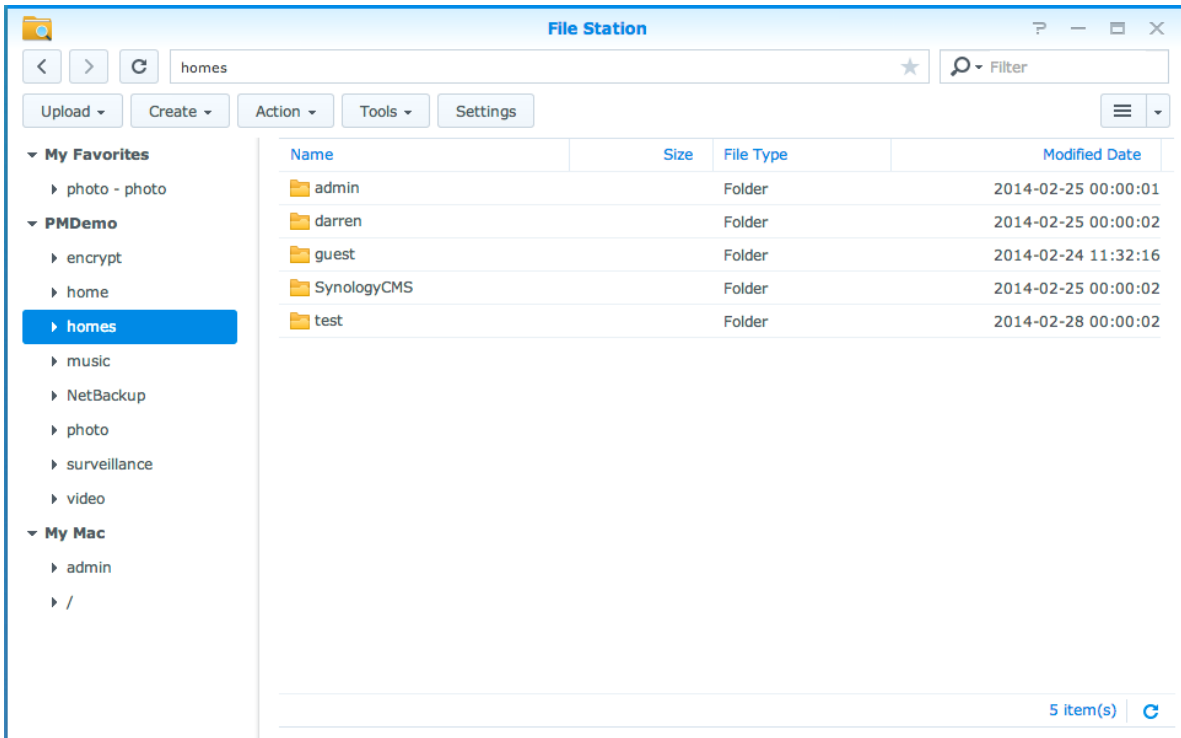 File Station
homes
Filter
Upload Create Action Tools Settings
My Favorites
photo - photo
PMDemo
encrypt
home
homes
music
NetBackup
photo
surveillance
video
My Mac
admin
/
Name Size File Type Modified Date
admin Folder 2014-02-25 00:00:01
darren Folder 2014-02-25 00:00:02
guest Folder 2014-02-24 11:32:16
SynologyCMS Folder 2014-02-25 00:00:02
test Folder 2014-02-28 00:00:02
5 item(s)